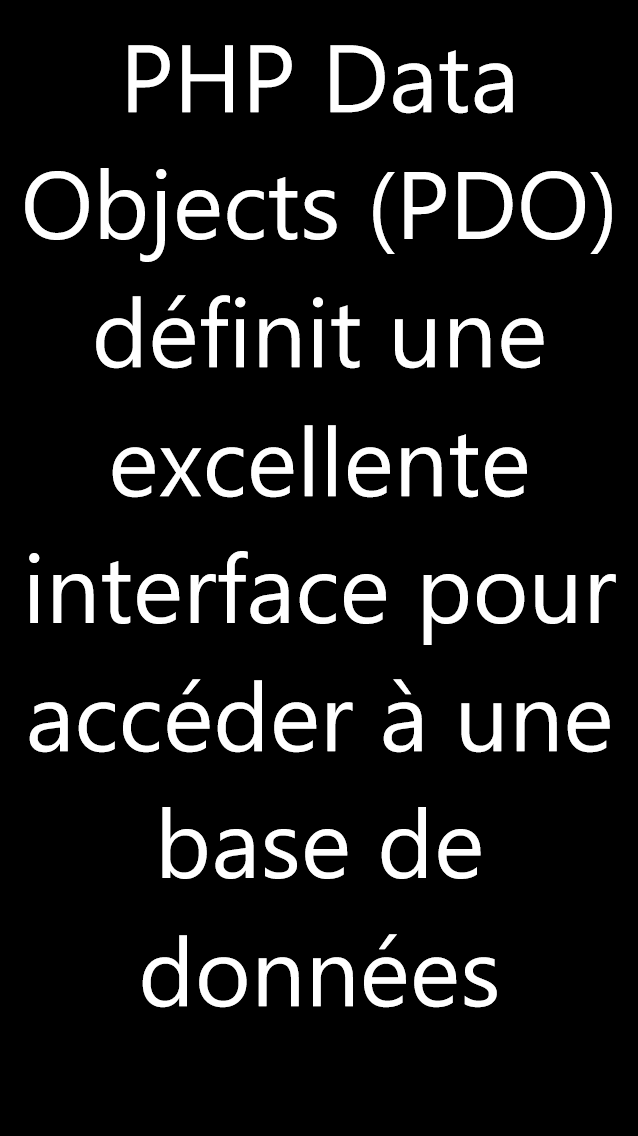 PHP Data
Objects (PDO)
définit une
excellente
interface pour
accéder à une
base de
données